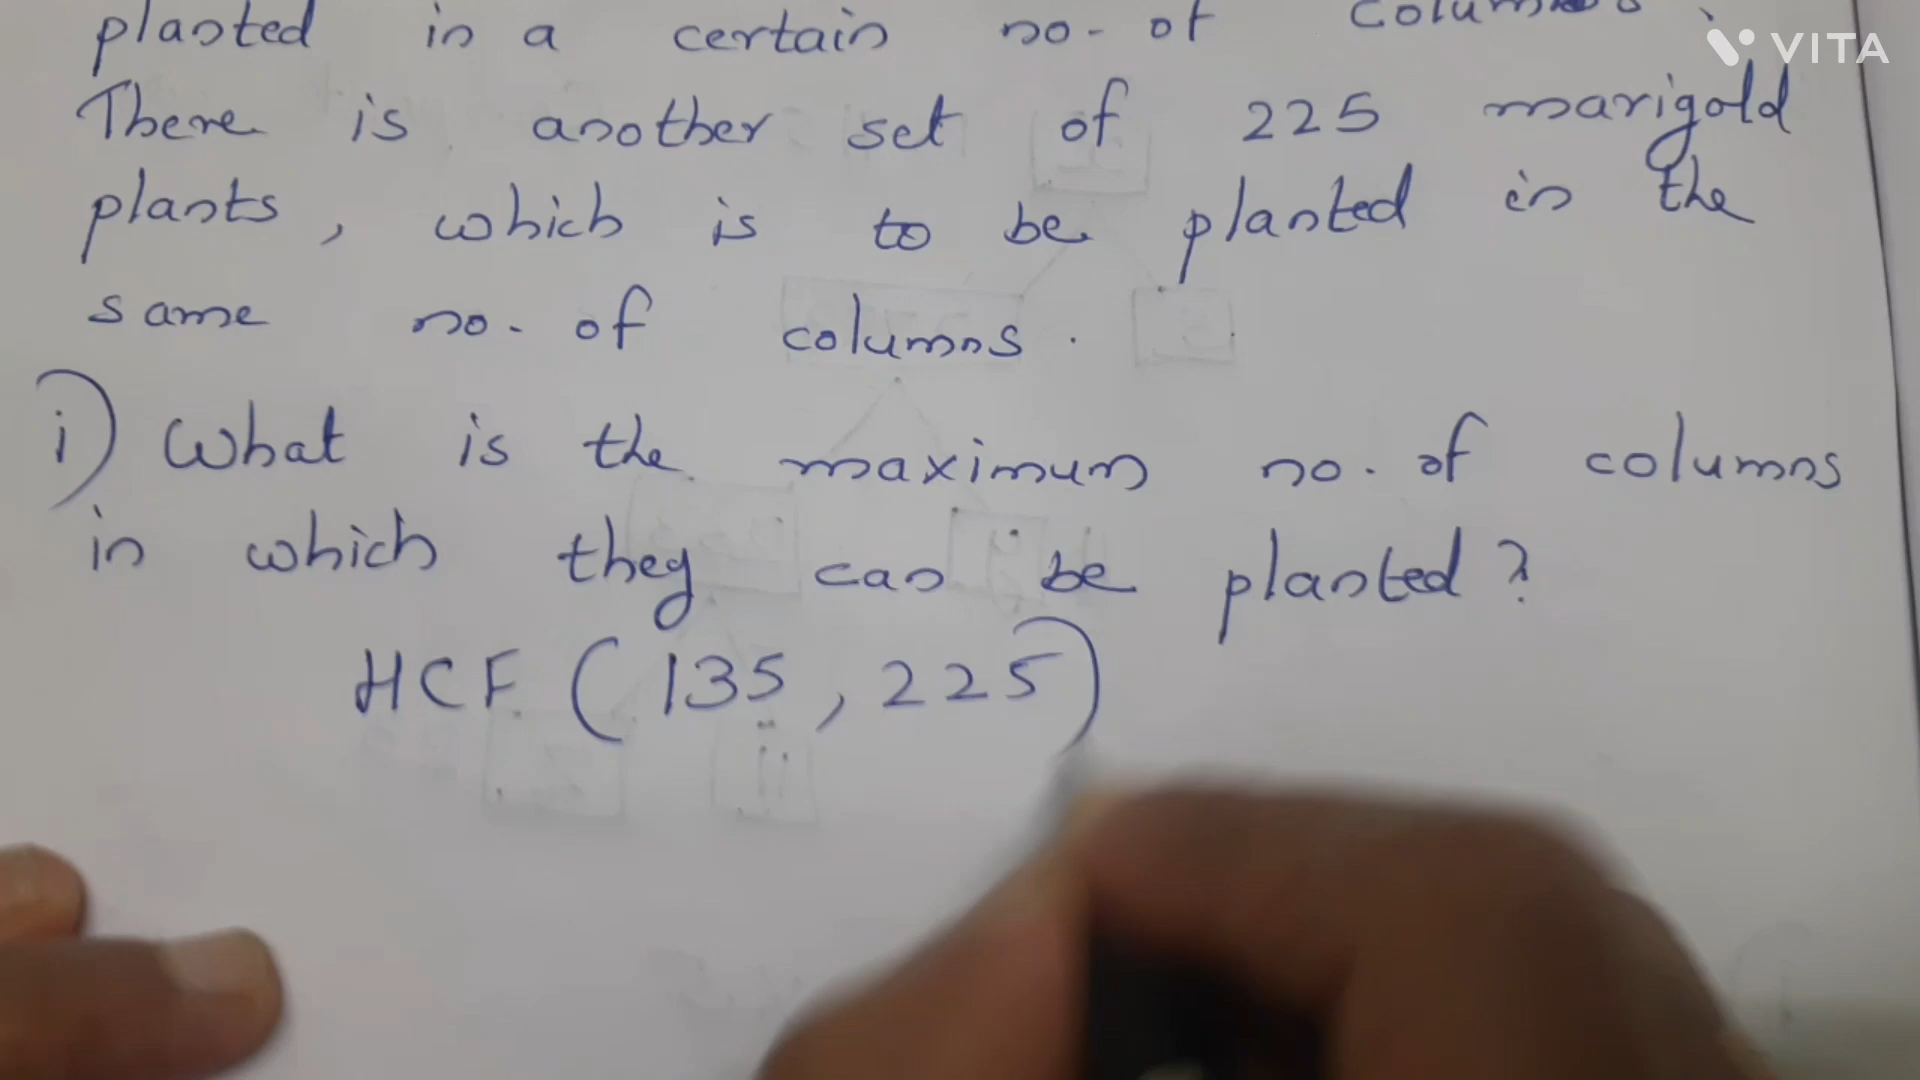 planted in a certain no. of columns.
VITA
There is another set of 225 marigold
plants, which is to be planted in the
same no. of columns.
i) What is the maximum no. of columns
in which they can be planted?
HCF (135, 225)